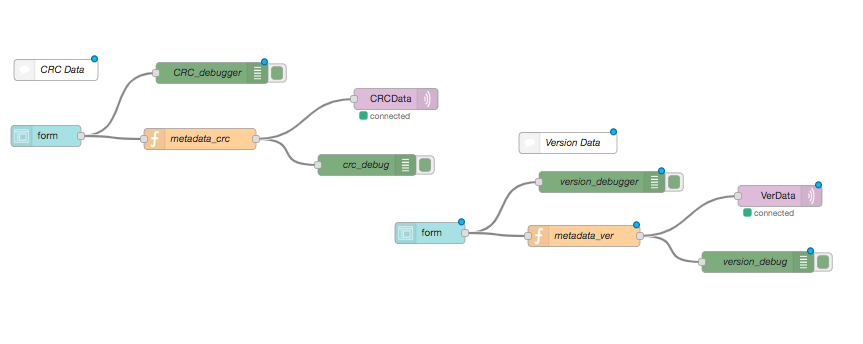 CRC Data
CRC_debugger
form
metadata_crc
CRCData
connected
crc_debug
Version Data
version_debugger
form
metadata_ver
VerData
connected
version_debug